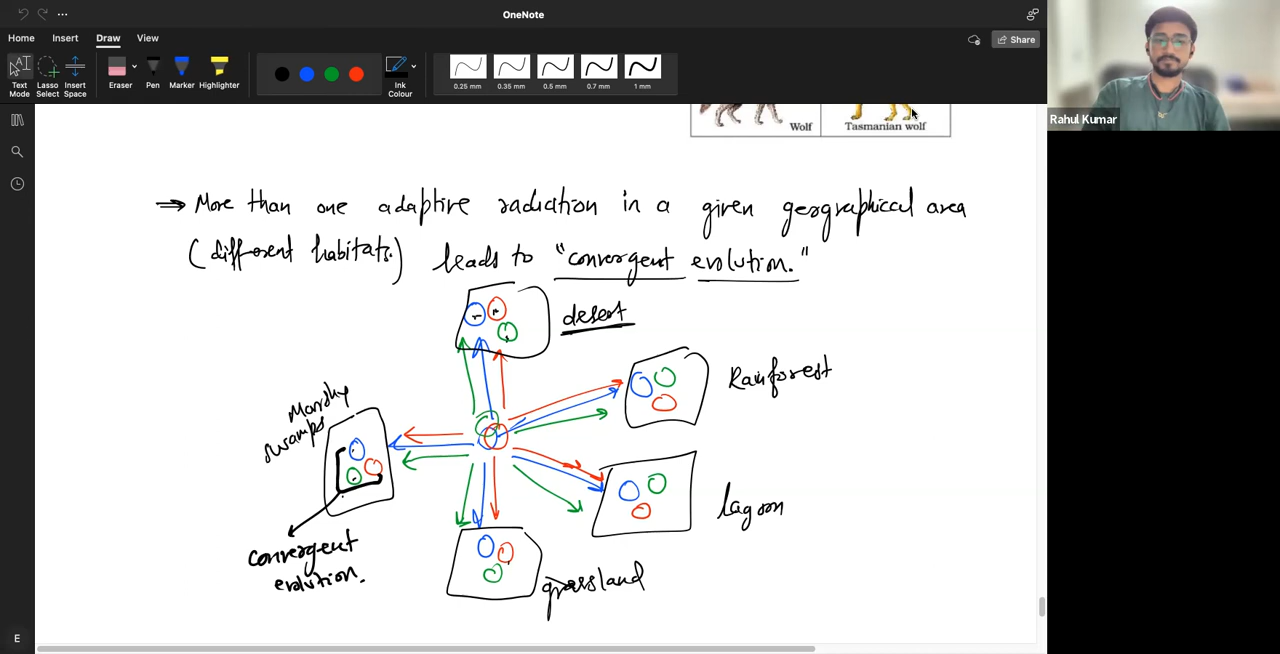 OneNote
Home Insert Draw View
Share
Text Mode
Lasso Select
Insert Space
Eraser
Pen
Marker
Highlighter
Ink Colour
0.25 mm
0.35 mm
0.5 mm
0.7 mm
1 mm
Rahul Kumar
Wolf
Tasmanian wolf
⇒ More than one adaptive radiation in a given geographical area
(different habitats.) leads to "convergent evolution."
desert
Rainforest
Marshy
swamps
lagoon
convergent
evolution.
grassland
E